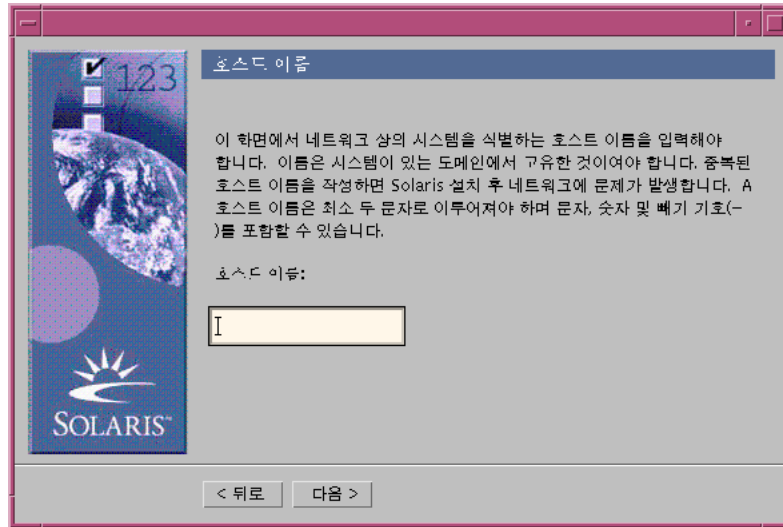 123
호스트 이름
이 화면에서 네트워크 상의 시스템을 식별하는 호스트 이름을 입력해야
합니다. 이름은 시스템이 있는 도메인에서 고유한 것이여야 합니다. 중복된
호스트 이름을 작성하면 Solaris 설치 후 네트워크에 문제가 발생합니다. A
호스트 이름은 최소 두 문자로 이루어져야 하며 문자, 숫자 및 빼기 기호(-
)를 포함할 수 있습니다.
호스트 이름:
SOLARIS™
< 뒤로
다음 >